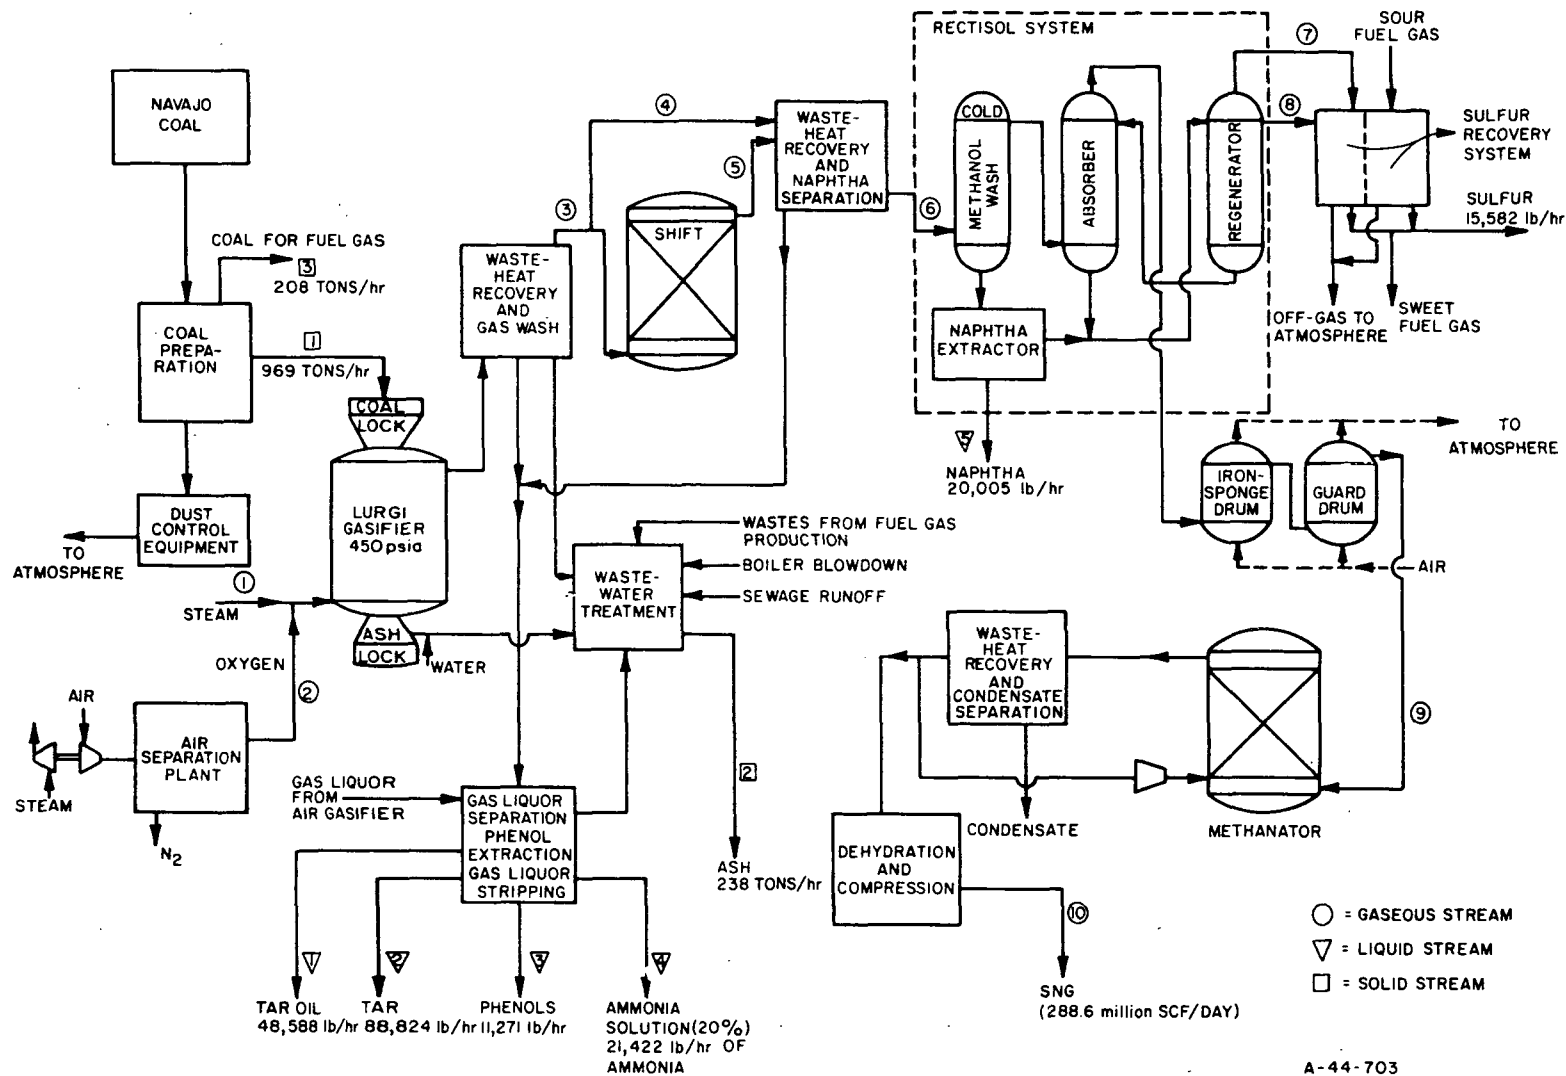 RECTISOL SYSTEM
SOUR
FUEL GAS
NAVAJO
COAL
4
WASTE-
HEAT
RECOVERY
AND
NAPHTHA
SEPARATION
COLD
METHANOL
WASH
ABSORBER
REGENERATOR
7
8
SULFUR
RECOVERY
SYSTEM
SULFUR
15,582 lb/hr
COAL FOR FUEL GAS
3
208 TONS/hr
5
3
SHIFT
6
WASTE-
HEAT
RECOVERY
AND
GAS WASH
COAL
PREPA-
RATION
1
969 TONS/hr
NAPHTHA
EXTRACTOR
OFF-GAS TO
ATMOSPHERE
SWEET
FUEL GAS
COAL
LOCK
LURGI
GASIFIER
450 psia
ASH
LOCK
5
NAPHTHA
20,005 lb/hr
TO
ATMOSPHERE
IRON-
SPONGE
DRUM
GUARD
DRUM
AIR
DUST
CONTROL
EQUIPMENT
TO
ATMOSPHERE
1
STEAM
WASTES FROM FUEL GAS
PRODUCTION
BOILER BLOWDOWN
SEWAGE RUNOFF
WASTE-
WATER
TREATMENT
WATER
OXYGEN
2
AIR
AIR
SEPARATION
PLANT
STEAM
N2
WASTE-
HEAT
RECOVERY
AND
CONDENSATE
SEPARATION
9
METHANATOR
CONDENSATE
GAS LIQUOR
FROM
AIR GASIFIER
GAS LIQUOR
SEPARATION
PHENOL
EXTRACTION
GAS LIQUOR
STRIPPING
2
ASH
238 TONS/hr
DEHYDRATION
AND
COMPRESSION
10
SNG
(288.6 million SCF/DAY)
1
TAR OIL
48,588 lb/hr
2
TAR
88,824 lb/hr
3
PHENOLS
11,271 lb/hr
4
AMMONIA
SOLUTION(20%)
21,422 lb/hr OF
AMMONIA
= GASEOUS STREAM
= LIQUID STREAM
= SOLID STREAM
A-44-703